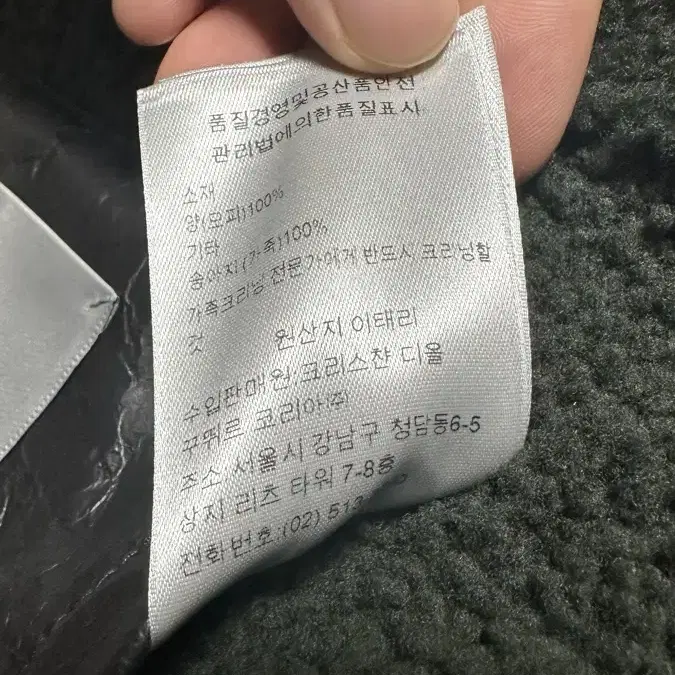 품질경영및공산품안전
관리법에의한품질표시
소재
양(모피)100%
기타
송아지(가죽)100%
가죽크리닝 전문가에게 반드시 크리닝할
것
원산지 이태리
수입판매원.크리스챤 디올
꾸뛰르 코리아(주)
주소.서울시 강남구 청담동6-5
상지 리츠 타워 7-8층
전화번호:(02)